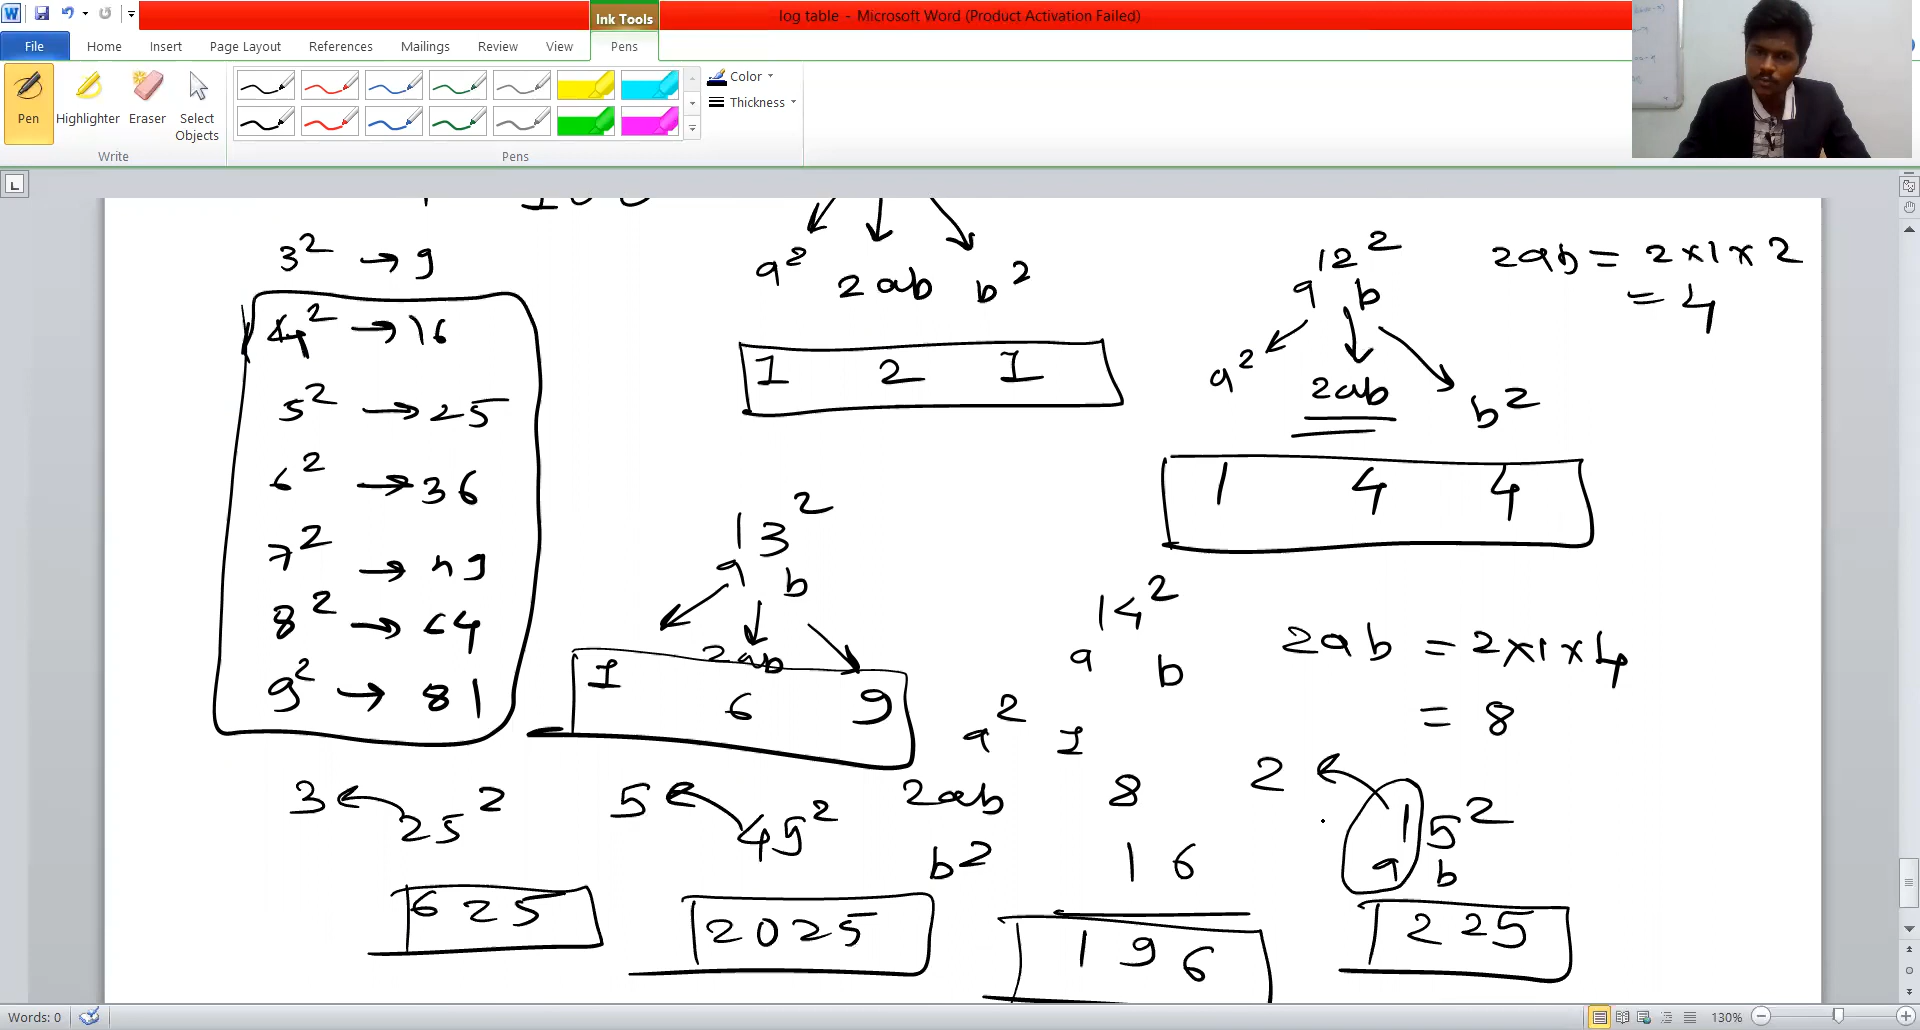 log table - Microsoft Word (Product Activation Failed)
Ink Tools
File Home Insert Page Layout References Mailings Review View Pens
Pen Highlighter Eraser Select Objects
Color
Thickness
Write
Pens
3² → 9
4² → 16
5² → 25
6² → 36
7² → 49
8² → 64
9² → 81
a² 2ab b²
1 2 1
12²
a b
a² 2ab b²
1 4 4
2ab = 2×1×2
= 4
13²
a b
2ab
1 6 9
14²
a b
2ab = 2×1×4
= 8
a² 1
2ab 8
b² 16
196
3 ← 25²
625
5 ← 45²
2025
2 ← 15²
a b
225
Words: 0
130%